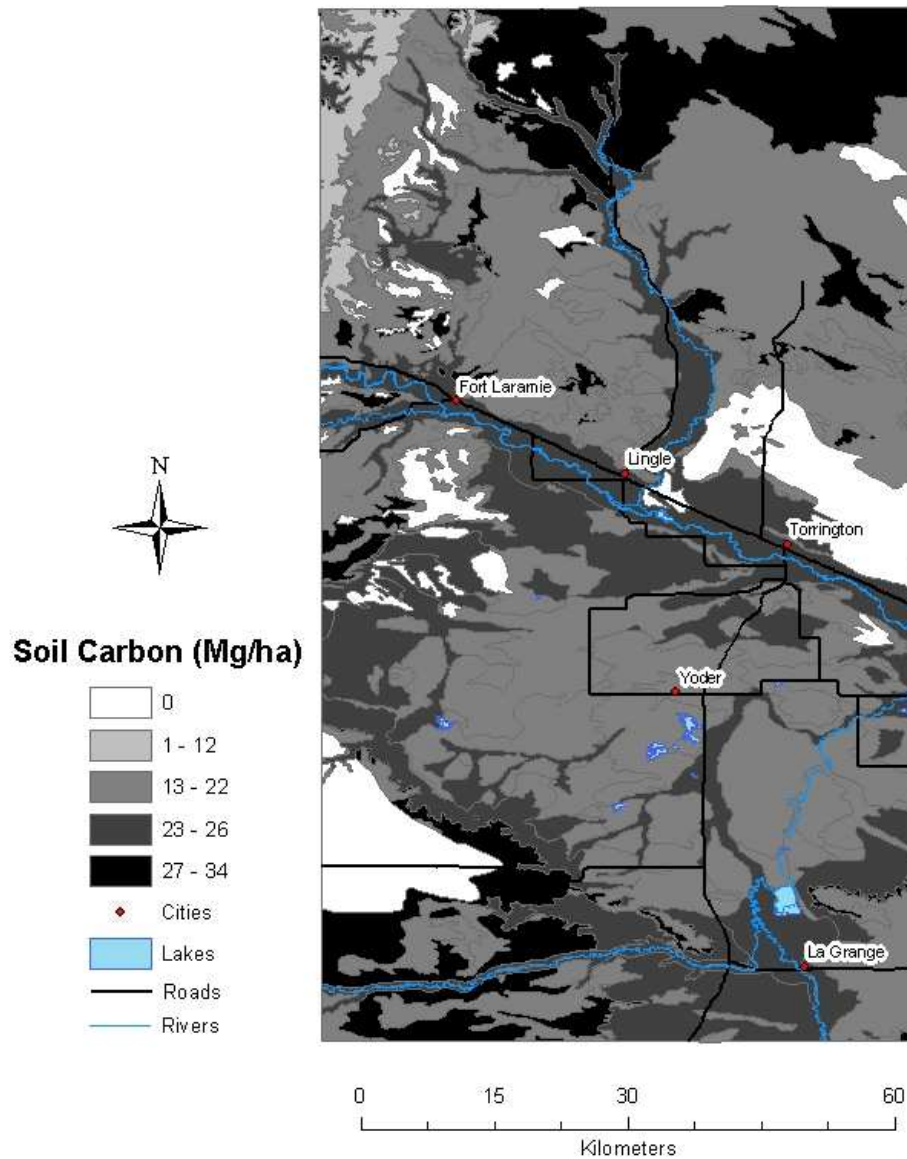 Fort Laramie
Lingle
Torrington
N
Soil Carbon (Mg/ha)
0
1 - 12
13 - 22
23 - 26
27 - 34
Cities
Lakes
Roads
Rivers
Yoder
La Grange
0 15 30 60
Kilometers